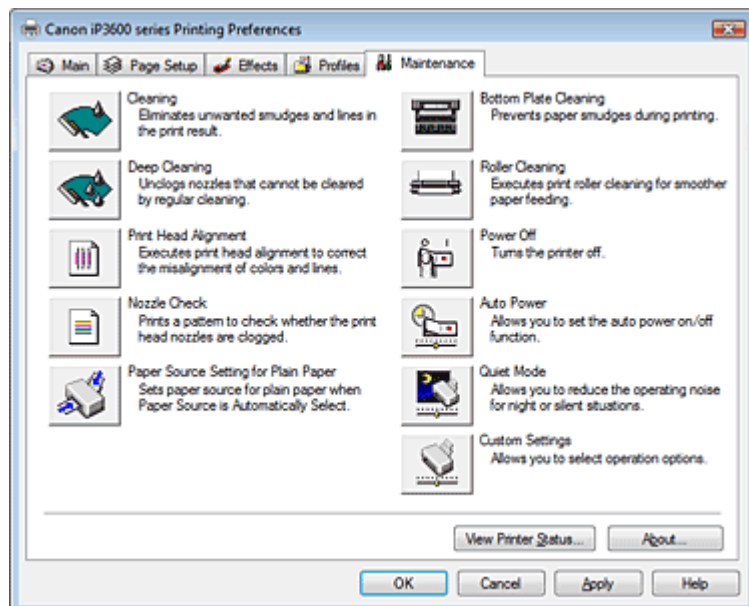 Canon iP3600 series Printing Preferences
Main
Page Setup
Effects
Profiles
Maintenance
Cleaning
Eliminates unwanted smudges and lines in
the print result.
Deep Cleaning
Unclogs nozzles that cannot be cleared
by regular cleaning.
Print Head Alignment
Executes print head alignment to correct
the misalignment of colors and lines.
Nozzle Check
Prints a pattern to check whether the print
head nozzles are clogged.
Paper Source Setting for Plain Paper
Sets paper source for plain paper when
Paper Source is Automatically Select.
Bottom Plate Cleaning
Prevents paper smudges during printing.
Roller Cleaning
Executes print roller cleaning for smoother
paper feeding.
Power Off
Turns the printer off.
Auto Power
Allows you to set the auto power on/off
function.
Quiet Mode
Allows you to reduce the operating noise
for night or silent situations.
Custom Settings
Allows you to select operation options.
View Printer Status...
About...
OK
Cancel
Apply
Help